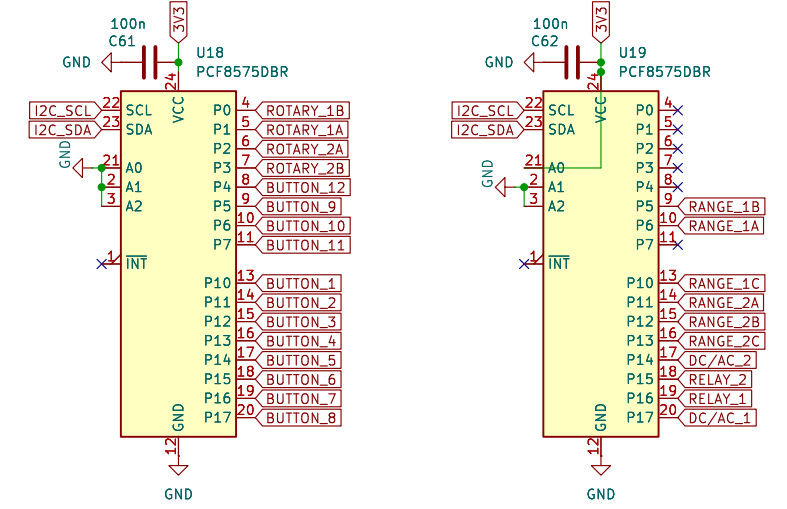 3V3
100n
C61
GND
U18
PCF8575DBR
24
VCC
I2C_SCL 22 SCL P0 4 ROTARY_1B
I2C_SDA 23 SDA P1 5 ROTARY_1A
GND
P2 6 ROTARY_2A
21 A0 P3 7 ROTARY_2B
2 A1 P4 8 BUTTON_12
3 A2 P5 9 BUTTON_9
P6 10 BUTTON_10
P7 11 BUTTON_11
1 INT
P10 13 BUTTON_1
P11 14 BUTTON_2
P12 15 BUTTON_3
P13 16 BUTTON_4
P14 17 BUTTON_5
P15 18 BUTTON_6
P16 19 BUTTON_7
GND P17 20 BUTTON_8
12
GND
3V3
100n
C62
GND
U19
PCF8575DBR
24
VCC
I2C_SCL 22 SCL P0 4
I2C_SDA 23 SDA P1 5
GND
P2 6
21 A0 P3 7
2 A1 P4 8
3 A2 P5 9 RANGE_1B
P6 10 RANGE_1A
P7 11
1 INT
P10 13 RANGE_1C
P11 14 RANGE_2A
P12 15 RANGE_2B
P13 16 RANGE_2C
P14 17 DC/AC_2
P15 18 RELAY_2
P16 19 RELAY_1
GND P17 20 DC/AC_1
12
GND